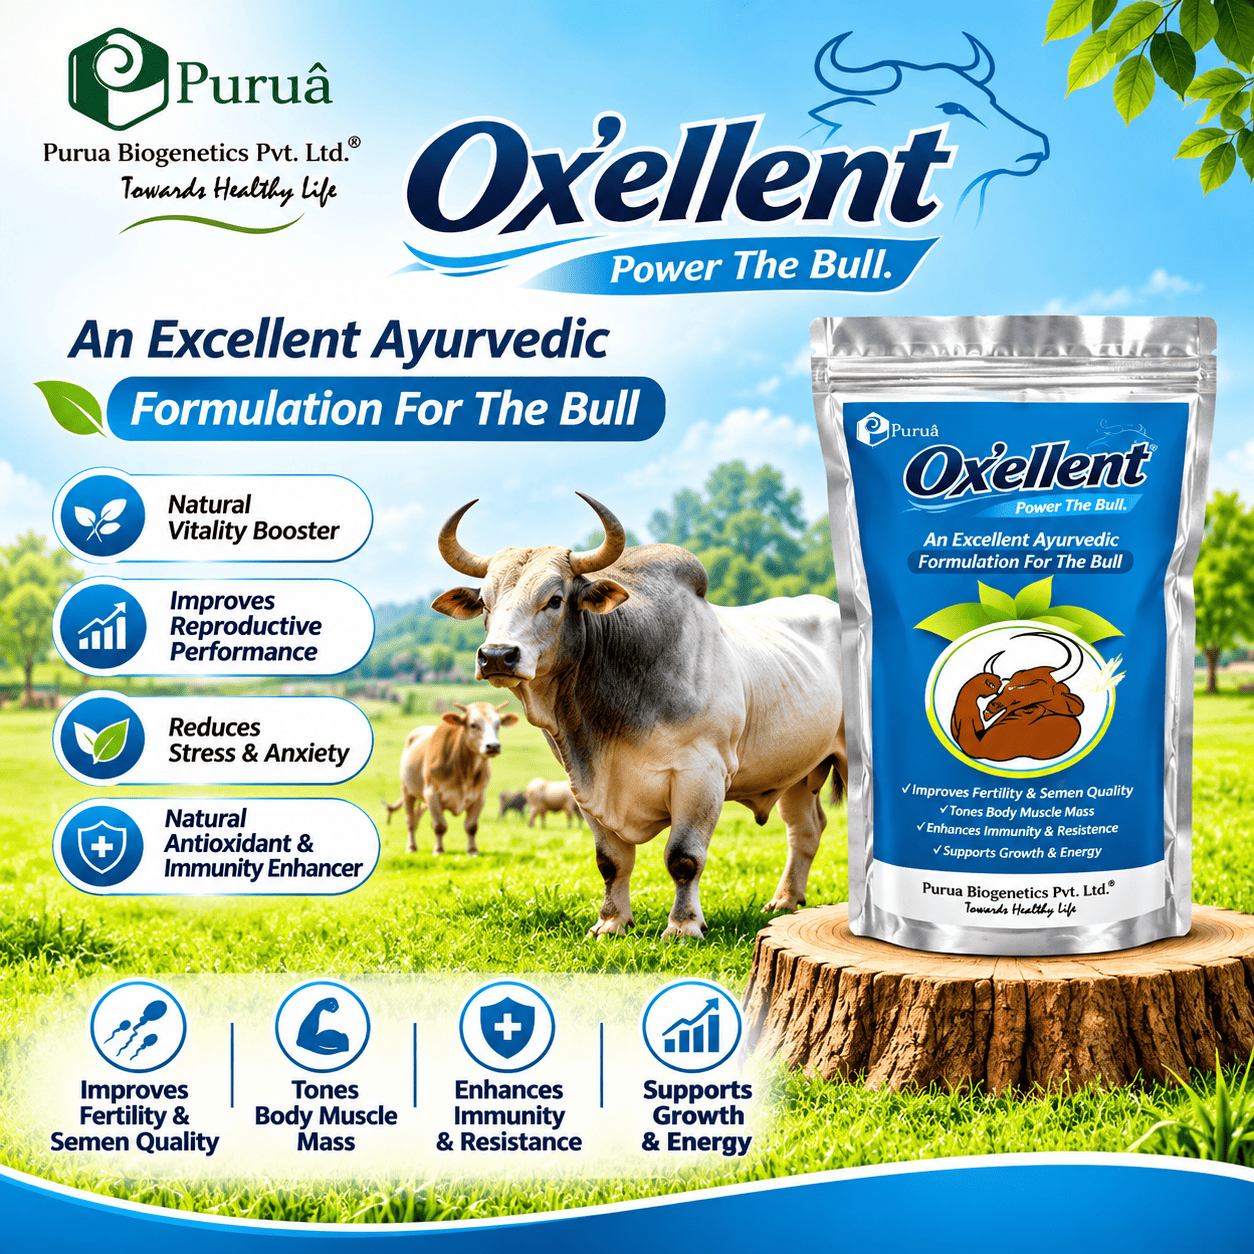 Puruâ
Purua Biogenetics Pvt. Ltd.®
Towards Healthy Life
Ox'ellent
Power The Bull.
An Excellent Ayurvedic
Formulation For The Bull
Natural
Vitality Booster
Improves
Reproductive
Performance
Reduces
Stress & Anxiety
Natural
Antioxidant &
Immunity Enhancer
Puruâ
Ox'ellent®
Power The Bull.
An Excellent Ayurvedic
Formulation For The Bull
✓Improves Fertility & Semen Quality
✓Tones Body Muscle Mass
✓Enhances Immunity & Resistence
✓Supports Growth & Energy
Purua Biogenetics Pvt. Ltd.®
Towards Healthy Life
Improves
Fertility &
Semen Quality
Tones
Body Muscle
Mass
Enhances
Immunity
& Resistance
Supports
Growth
& Energy